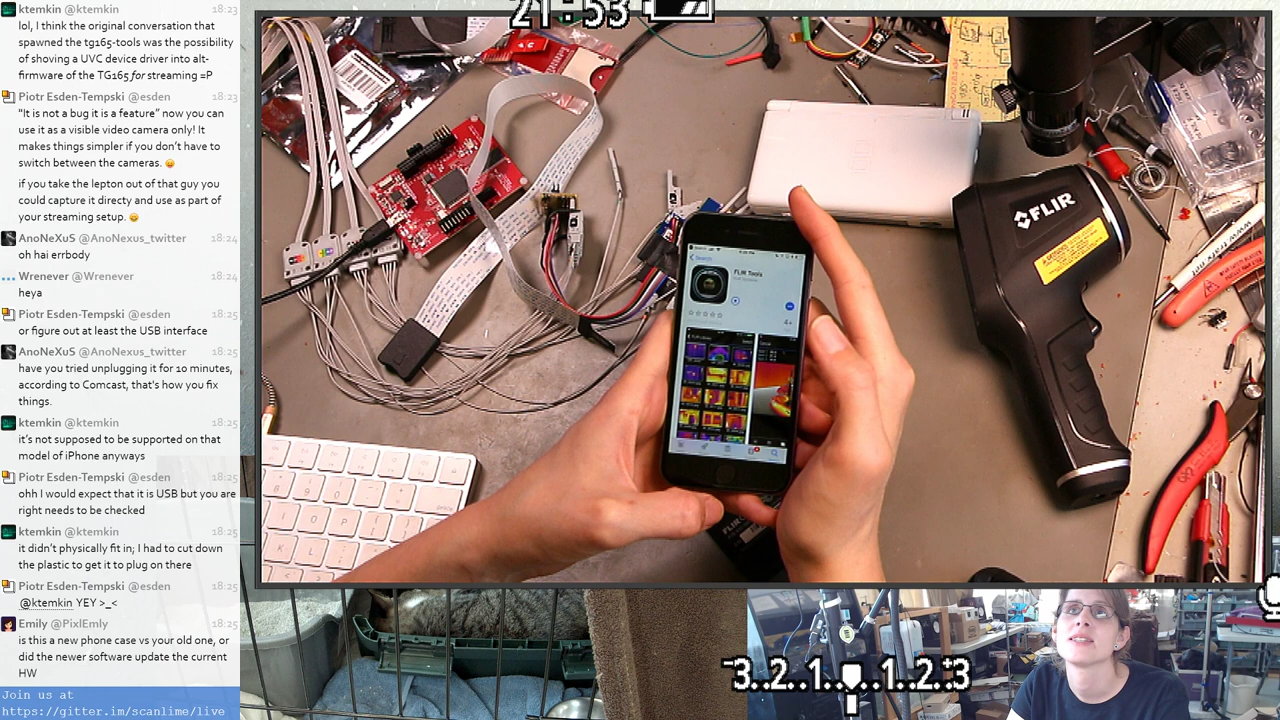 ktemkin @ktemkin 18:23
lol, I think the original conversation that
spawned the tg165-tools was the possibility
of shoving a UVC device driver into alt-
firmware of the TG165 for streaming =P
Piotr Esden-Tempski @esden 18:23
"It is not a bug it is a feature" now you can
use it as a visible video camera only! It
makes things simpler if you don't have to
switch between the cameras. 😛
if you take the lepton out of that guy you
could capture it directy and use as part of
your streaming setup. 😛
AnoNeXuS @AnoNexus_twitter 18:24
oh hai errbody
Wrenever @Wrenever 18:24
heya
Piotr Esden-Tempski @esden 18:25
or figure out at least the USB interface
AnoNeXuS @AnoNexus_twitter 18:25
Have you tried unplugging it for 10 minutes,
according to Comcast, that's how you fix
things.
ktemkin @ktemkin 18:25
it's not supposed to be supported on that
model of iPhone anyways
Piotr Esden-Tempski @esden 18:25
ohh I would expect that it is USB but you are
right needs to be checked
ktemkin @ktemkin 18:25
it didn't physically fit in; I had to cut down
the plastic to get it to plug on there
Piotr Esden-Tempski @esden 18:25
@ktemkin YEY >_<
Emily @PixlEmly 18:25
is this a new phone case vs your old one, or
did the newer software update the current
HW
Join us at
https://gitter.im/scanlime/live
21:53
Search
FLIR Tools
4+
FLIR
-3..2..1.....1..2..+3